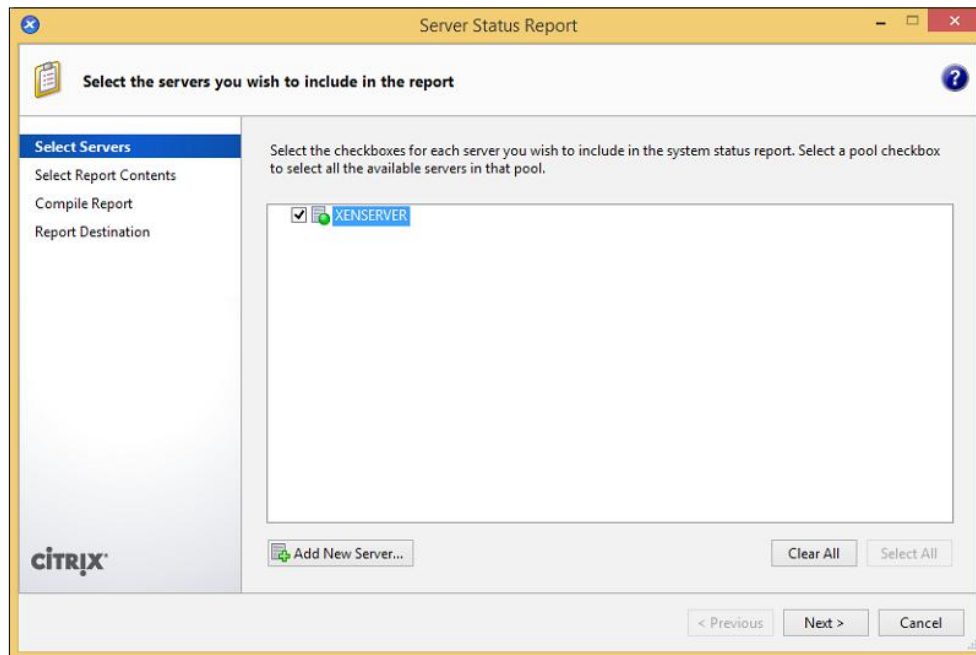 Server Status Report
Select the servers you wish to include in the report
Select Servers
Select Report Contents
Compile Report
Report Destination
Select the checkboxes for each server you wish to include in the system status report. Select a pool checkbox
to select all the available servers in that pool.
XENSERVER
CİTRIX
Add New Server...
Clear All
Select All
< Previous
Next >
Cancel